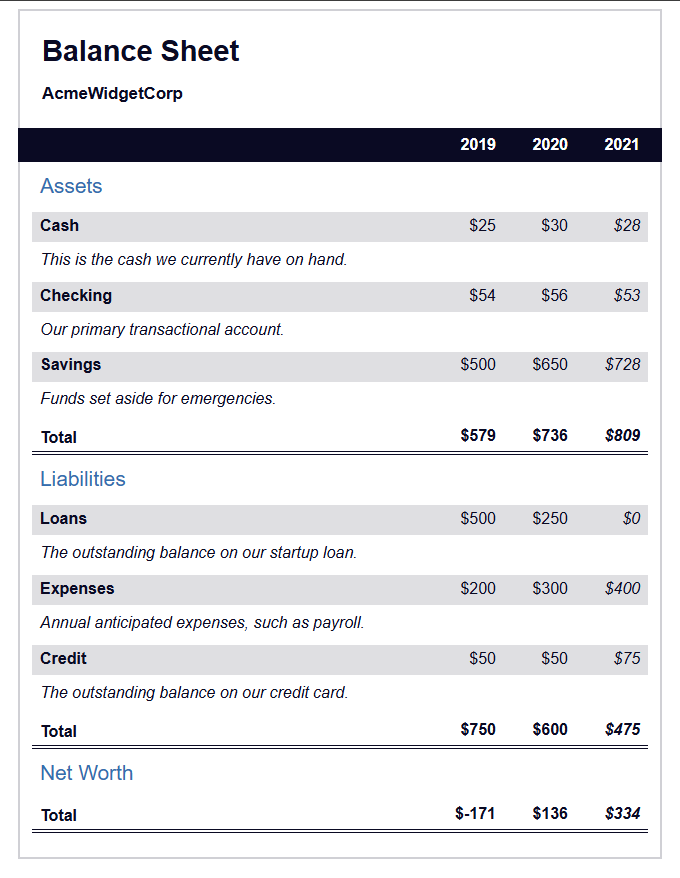 Balance Sheet
AcmeWidgetCorp
2019 2020 2021
Assets
Cash $25 $30 $28
This is the cash we currently have on hand.
Checking $54 $56 $53
Our primary transactional account.
Savings $500 $650 $728
Funds set aside for emergencies.
Total $579 $736 $809
Liabilities
Loans $500 $250 $0
The outstanding balance on our startup loan.
Expenses $200 $300 $400
Annual anticipated expenses, such as payroll.
Credit $50 $50 $75
The outstanding balance on our credit card.
Total $750 $600 $475
Net Worth
Total $-171 $136 $334